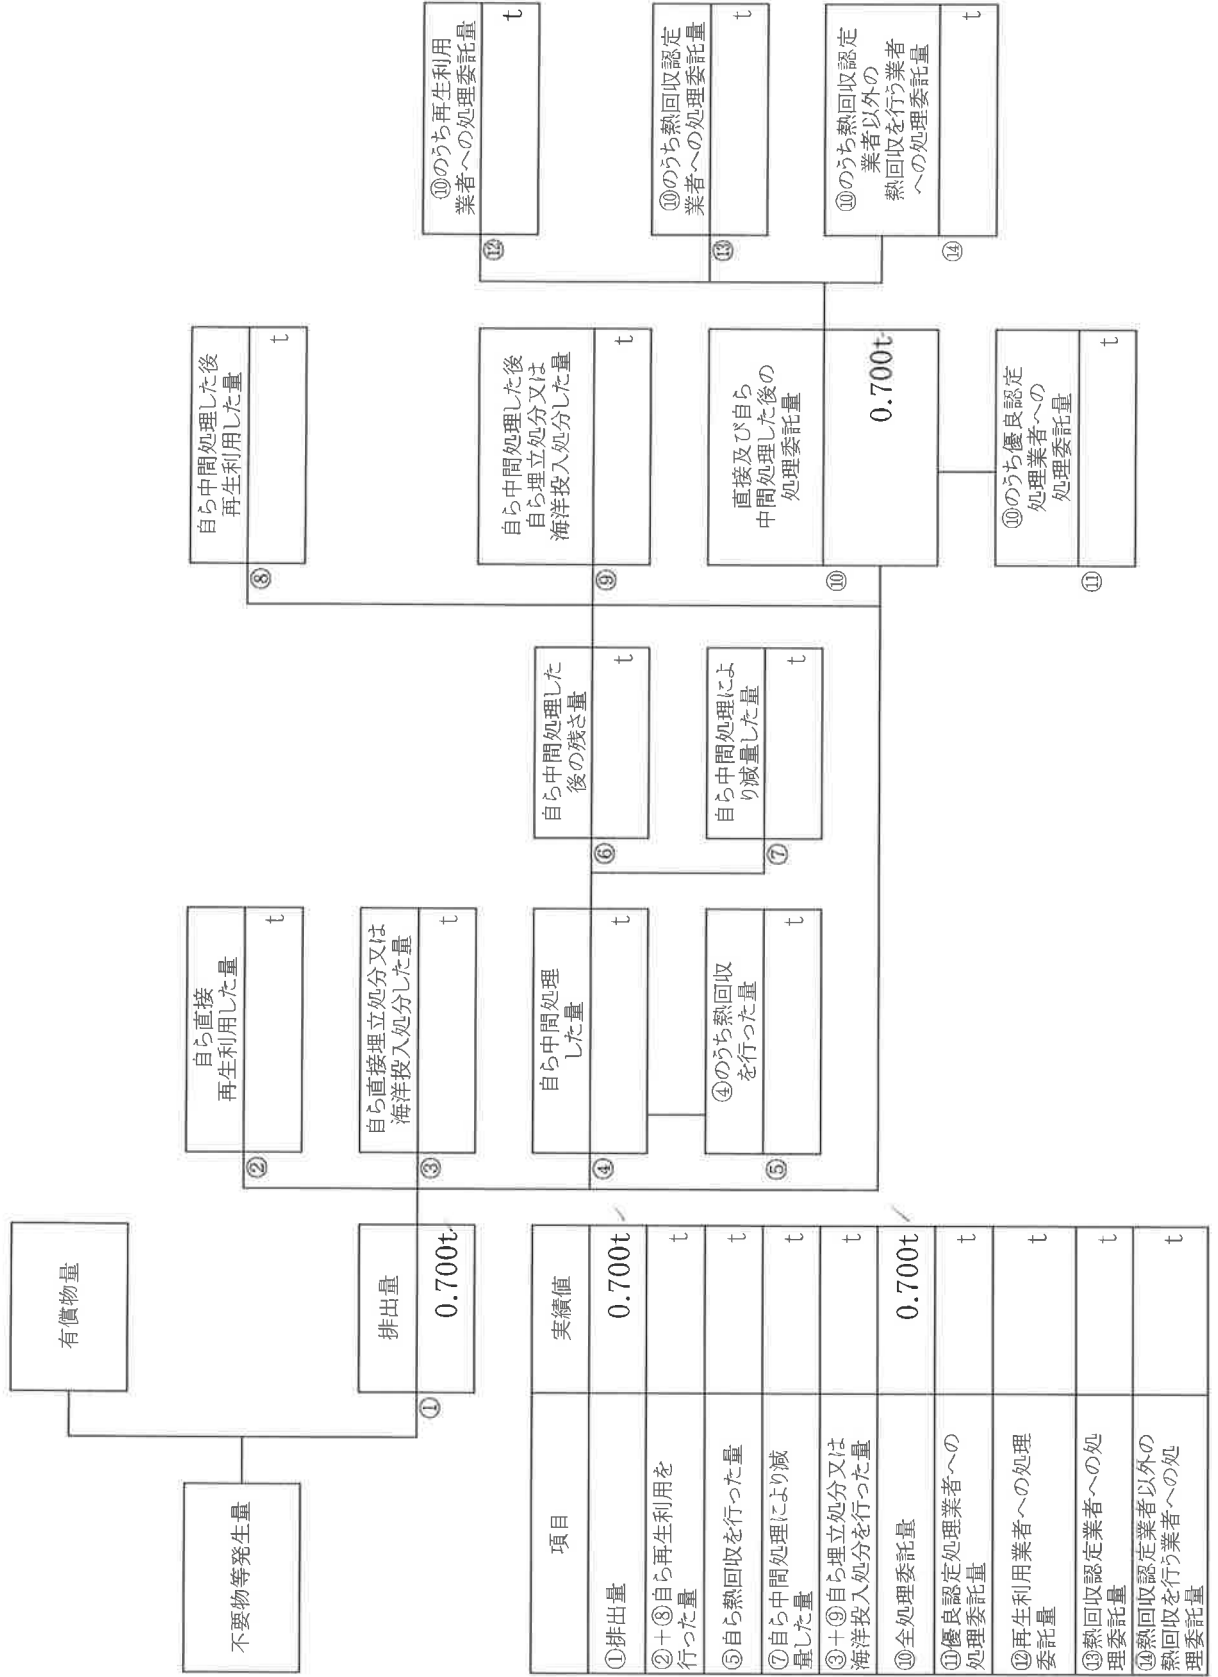 不要物等発生量
有償物量
排出量
①
0.700t
自ら直接
再生利用した量
②
t
自ら直接埋立処分又は
海洋投入処分した量
③
t
自ら中間処理
した量
④
t
④のうち熱回収
を行った量
⑤
t
自ら中間処理した
後の残さ量
⑥
t
自ら中間処理によ
り減量した量
⑦
t
自ら中間処理した後
再生利用した量
⑧
t
自ら中間処理した後
自ら埋立処分又は
海洋投入処分した量
⑨
t
直接及び自ら
中間処理した後の
処理委託量
⑩
0.700t
⑩のうち優良認定
処理業者への
処理委託量
⑪
t
⑩のうち再生利用
業者への処理委託量
⑫
t
⑩のうち熱回収認定
業者への処理委託量
⑬
t
⑩のうち熱回収認定
業者以外の
熱回収を行う業者
への処理委託量
⑭
t
項目
実績値
①排出量
0.700t
②+⑧自ら再生利用を
行った量
t
⑤自ら熱回収を行った量
t
⑦自ら中間処理により減
量した量
t
③+⑨自ら埋立処分又は
海洋投入処分を行った量
t
⑩全処理委託量
0.700t
⑪優良認定処理業者への
処理委託量
t
⑫再生利用業者への処理
委託量
t
⑬熱回収認定業者への処
理委託量
t
⑭熱回収認定業者以外の
熱回収を行う業者への処
理委託量
t